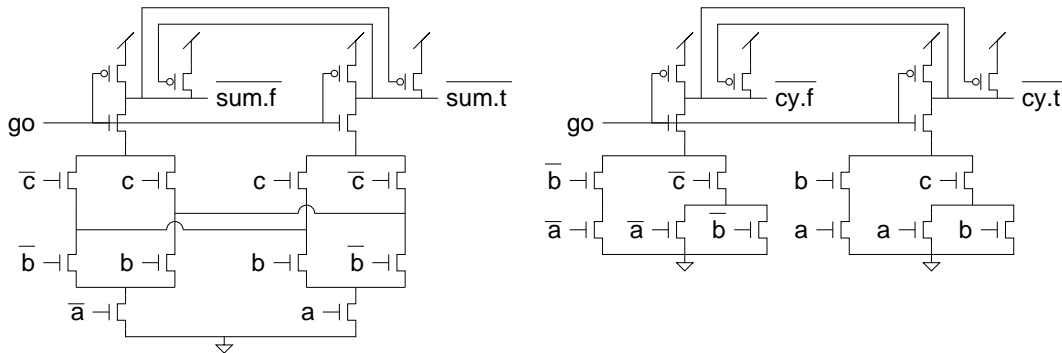 sum.f sum.t cy.f cy.t
go go
c̅ c c c̅ b̅ c̅ b c
a̅ a̅ b̅ a a b
b̅ b b b̅
a̅ a